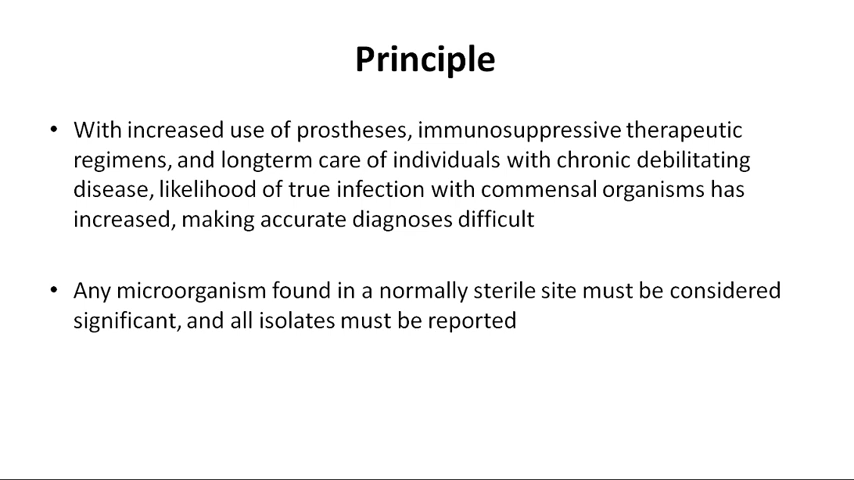 Principle
• With increased use of prostheses, immunosuppressive therapeutic
regimens, and longterm care of individuals with chronic debilitating
disease, likelihood of true infection with commensal organisms has
increased, making accurate diagnoses difficult
• Any microorganism found in a normally sterile site must be considered
significant, and all isolates must be reported